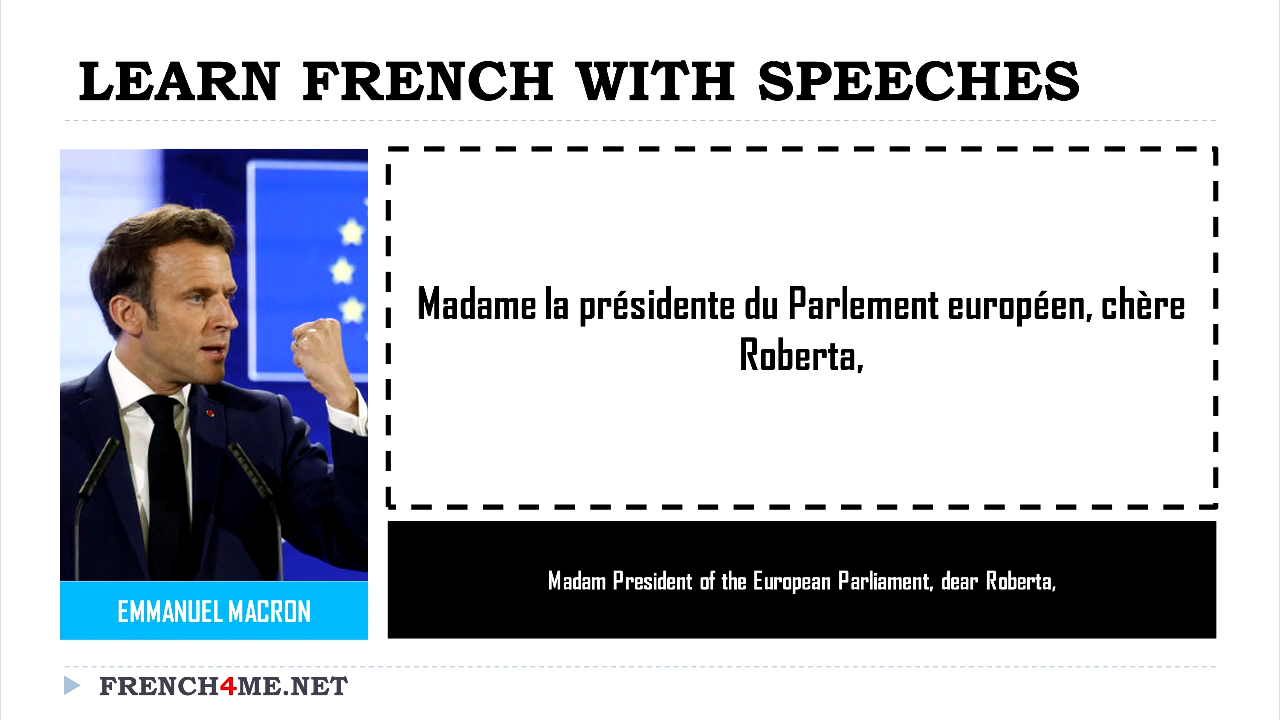 LEARN FRENCH WITH SPEECHES
Madame la présidente du Parlement européen, chère
Roberta,
Madam President of the European Parliament, dear Roberta,
EMMANUEL MACRON
FRENCH4ME.NET